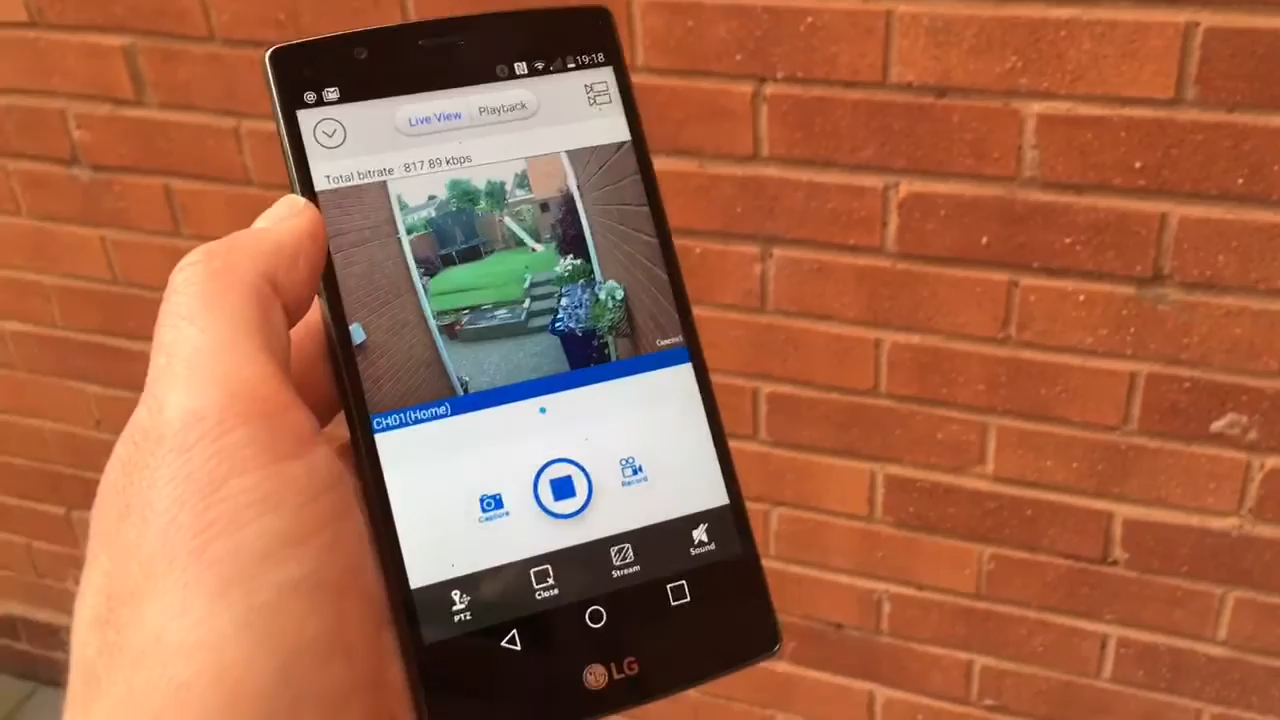 19:18
Live View Playback
Total bitrate : 817.89 kbps
CH01(Home)
Capture
Record
PTZ
Close
Stream
Sound
LG